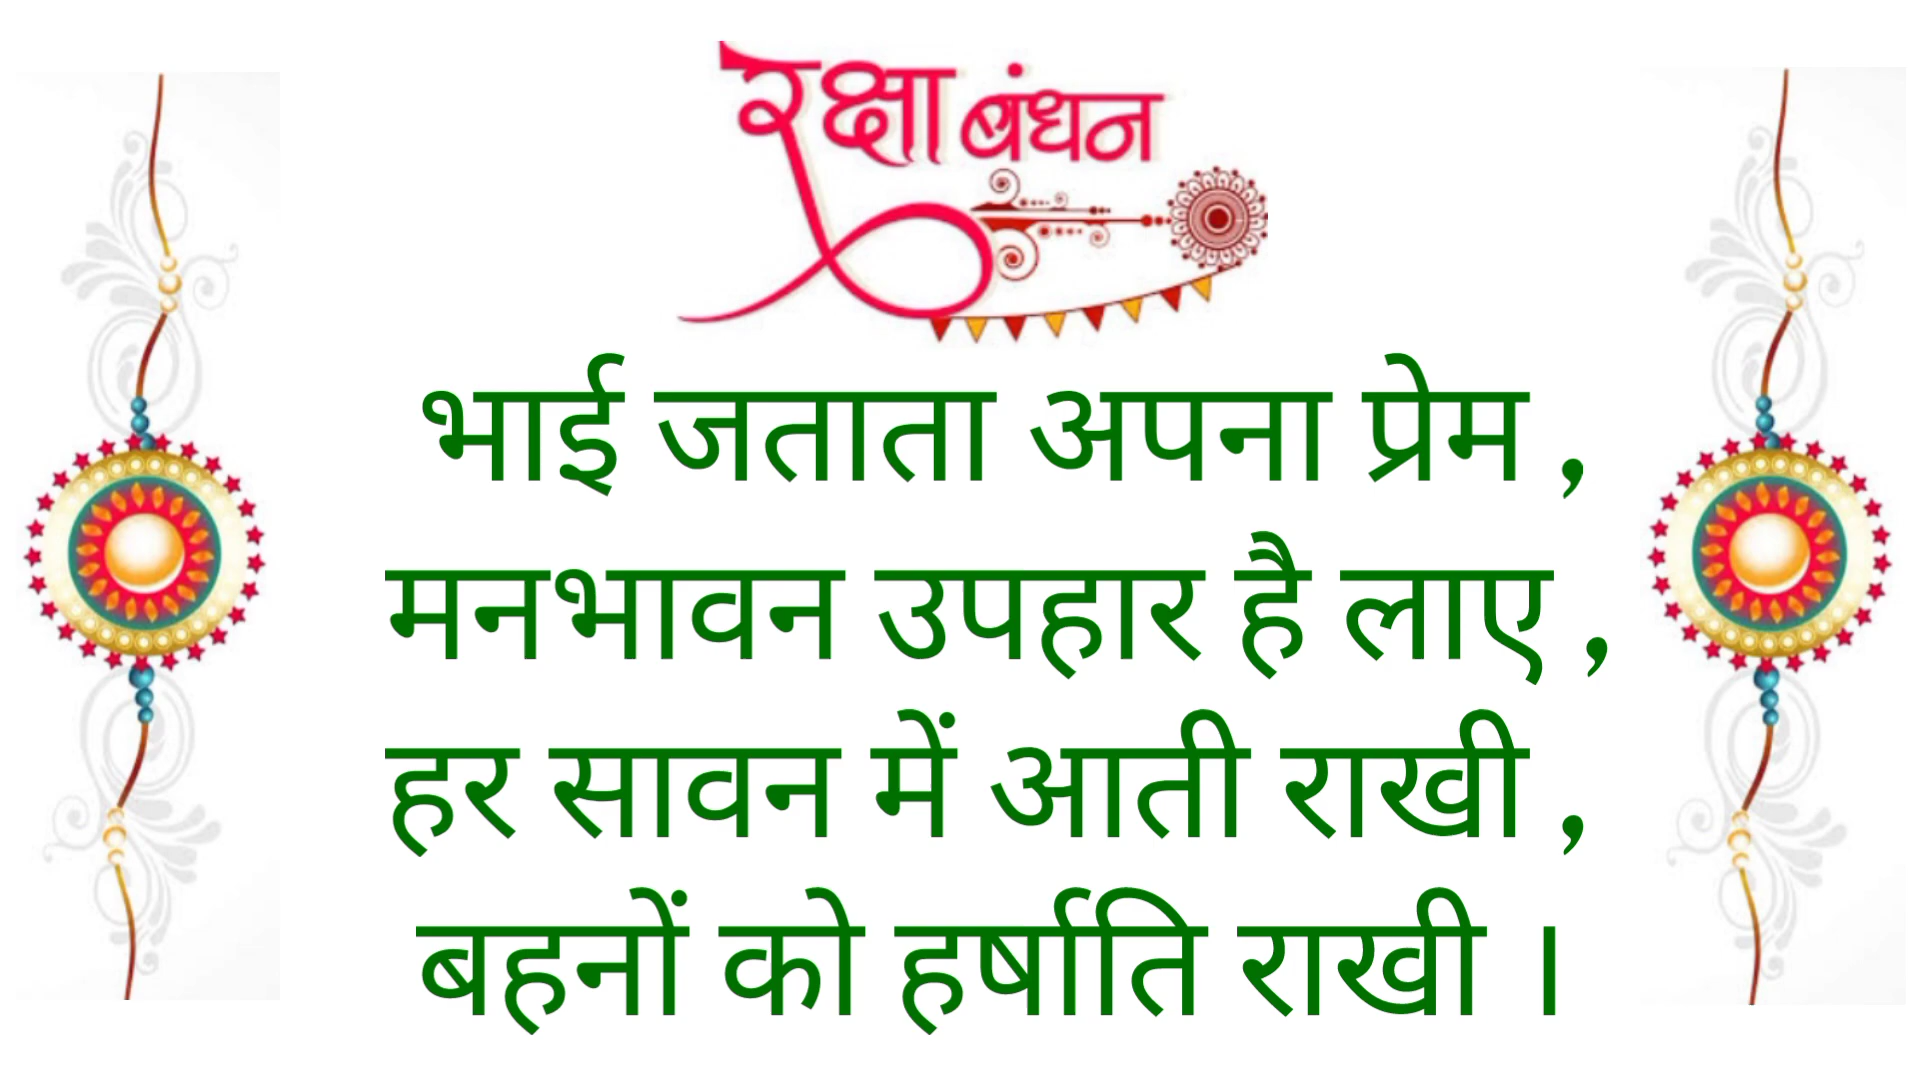 रक्षा बंधन
भाई जताता अपना प्रेम ,
मनभावन उपहार है लाए ,
हर सावन में आती राखी ,
बहनों को हर्षाति राखी ।